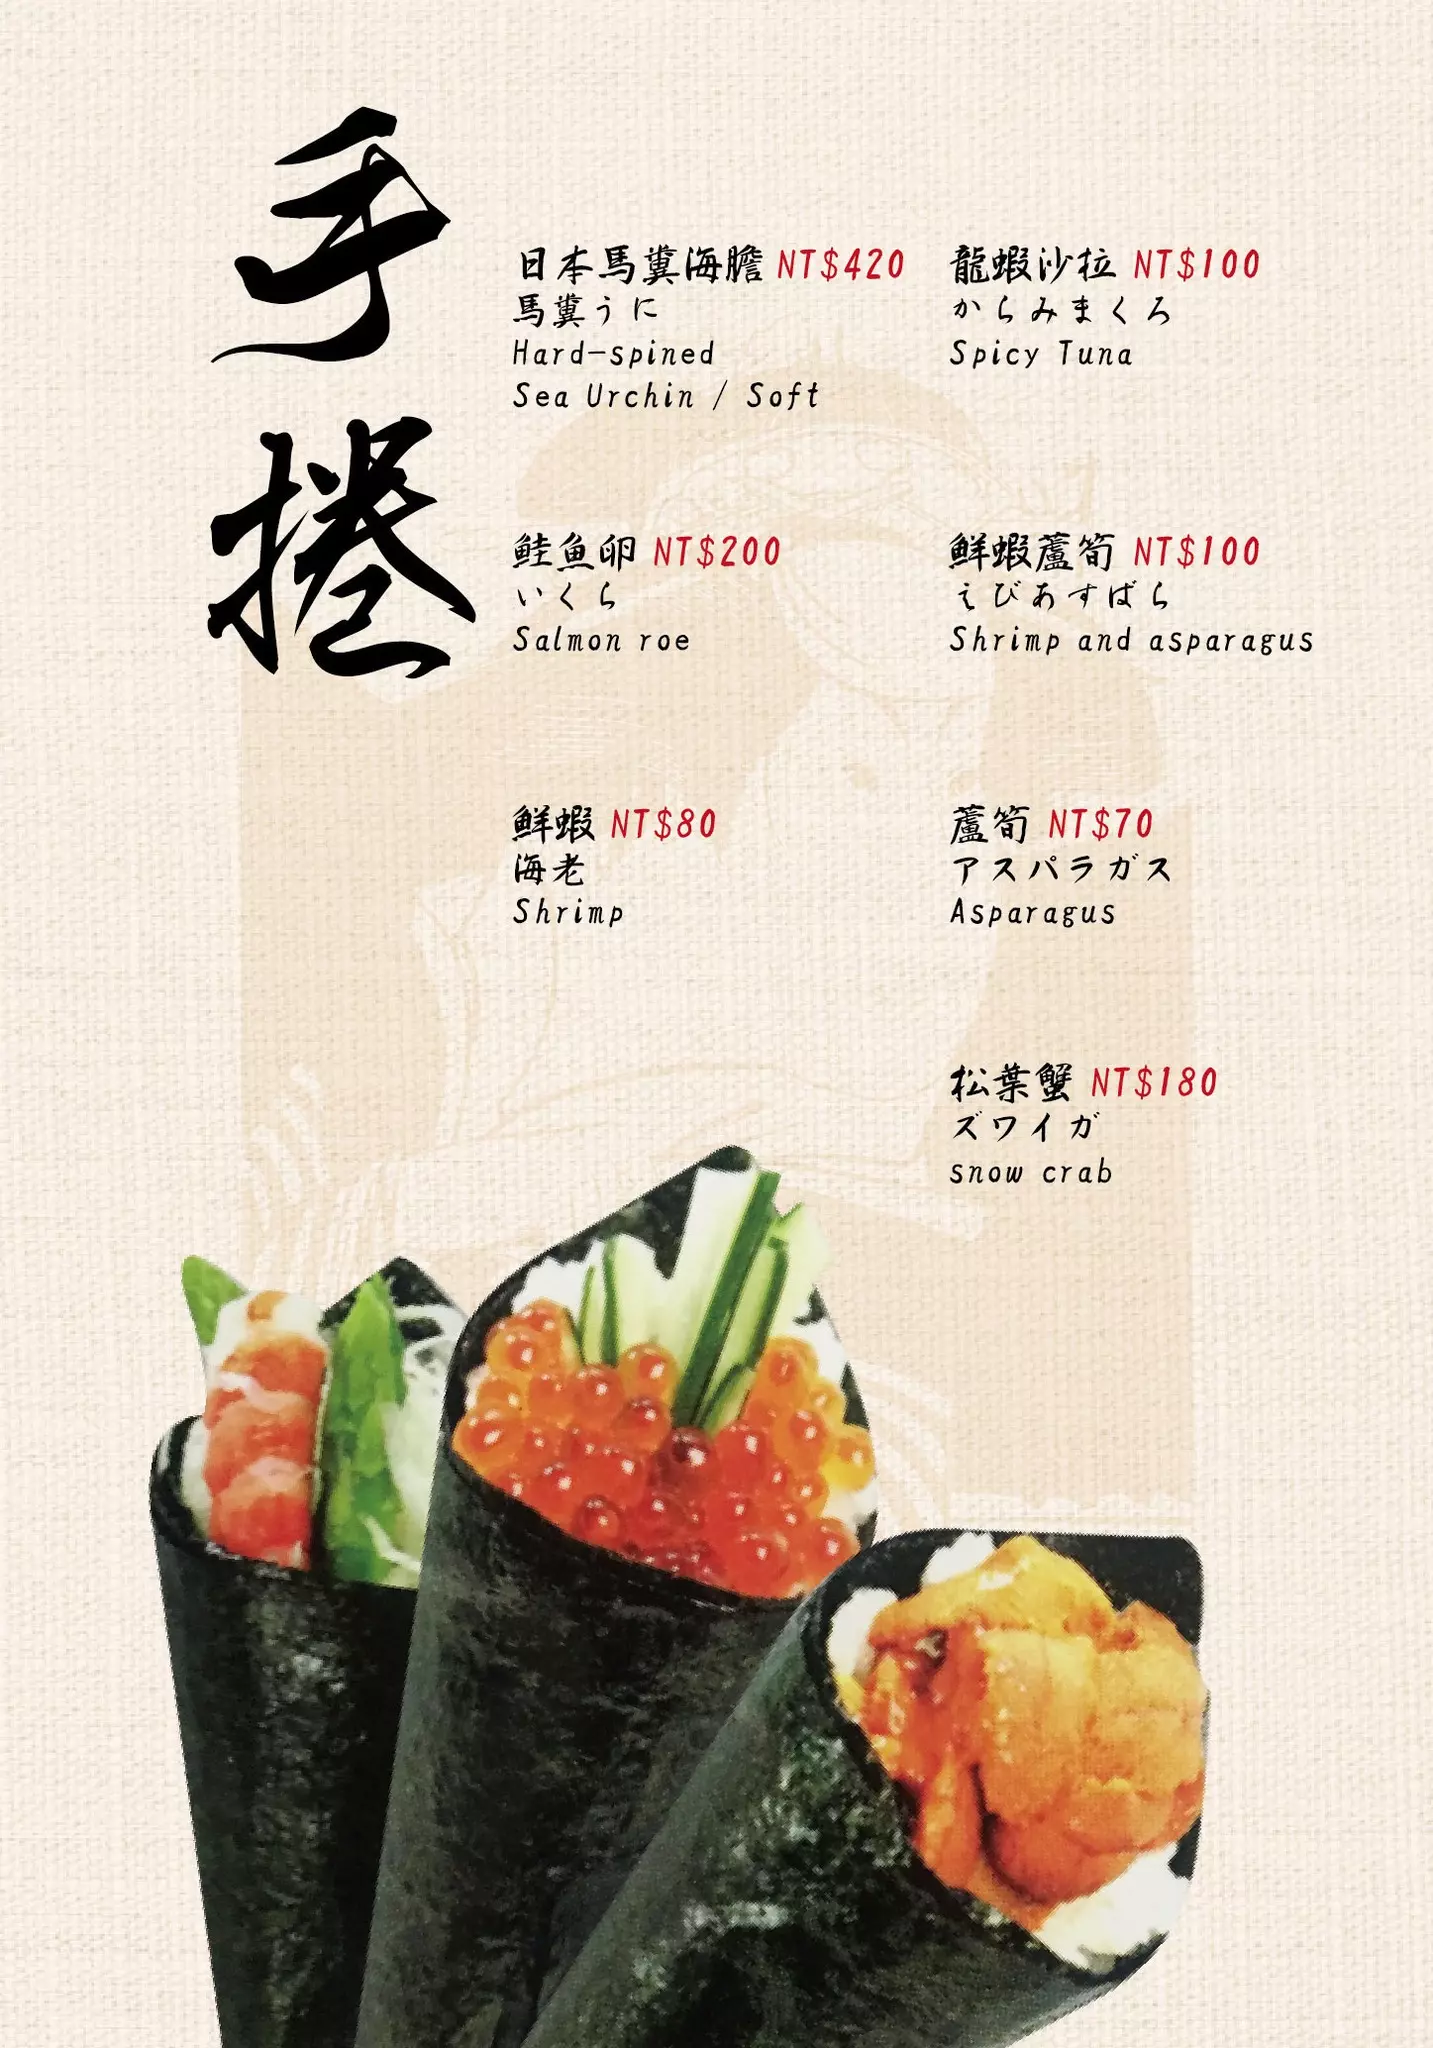 手捲
日本馬糞海膽 NT$420
馬糞うに
Hard-spined
Sea Urchin / Soft
龍蝦沙拉 NT$100
からみまくろ
Spicy Tuna
鮭魚卵 NT$200
いくら
Salmon roe
鮮蝦蘆筍 NT$100
えびあすばら
Shrimp and asparagus
鮮蝦 NT$80
海老
Shrimp
蘆筍 NT$70
アスパラガス
Asparagus
松葉蟹 NT$180
ズワイガ
snow crab